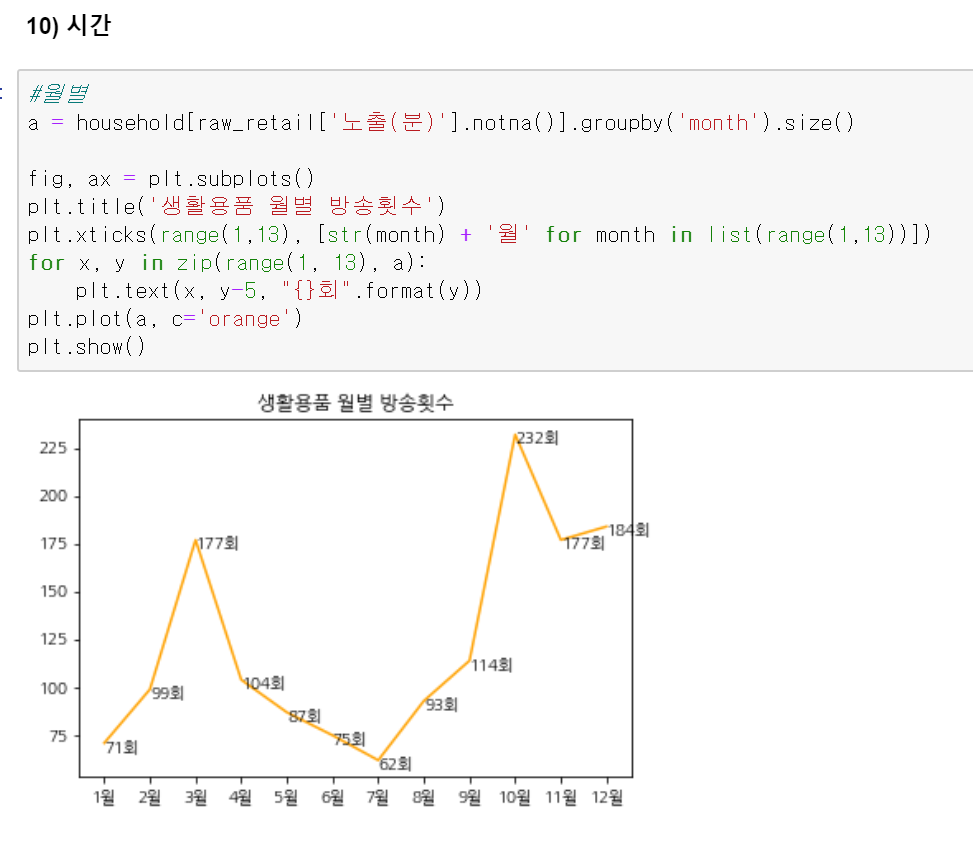 10) 시간
:
#월별
a = household[raw_retail['노출(분)'].notna()].groupby('month').size()
fig, ax = plt.subplots()
plt.title('생활용품 월별 방송횟수')
plt.xticks(range(1,13), [str(month) + '월' for month in list(range(1,13))])
for x, y in zip(range(1, 13), a):
    plt.text(x, y-5, "{}회".format(y))
plt.plot(a, c='orange')
plt.show()
생활용품 월별 방송횟수
225
200
175
150
125
100
75
232회
184회
177회
177회
114회
104회
99회
93회
87회
75회
71회
62회
1월 2월 3월 4월 5월 6월 7월 8월 9월 10월 11월 12월